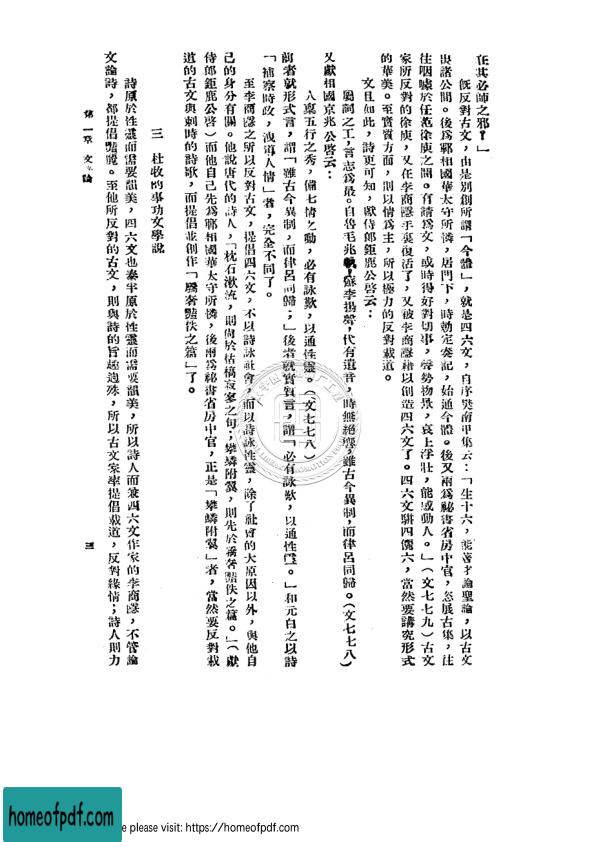 在其必師之邪？」
既反對古文，由是別創所謂「今體」，就是四六文，自序樊南甲集云：「生十六，能著才論聖論，以古文
出諸公間。後爲鄆相國華太守所憐，居門下，時勅定奏記，始通今體。後又兩爲祕書省房中官，恣展古集，往
往咽噱於任范徐庾之間。有請爲文，或時得好對切事，聲勢物景，哀上浮壯，能感動人。」（文七七九）古文
家所反對的徐庾，又在李商隱手裏復活了，又被李商隱藉以創造四六文了。四六文駢四儷六，當然要講究形式
的華美。至實質方面，則以情爲主，所以極力的反對載道。
文且如此，詩更可知，獻侍郎鉅鹿公啓云：
屬詞之工，言志爲最。自魯毛兆軌，蘇李揚聲，代有遺音，時無絕響，雖古今異制，而律呂同歸。（文七七八）
又獻相國京兆公啓云：
人稟五行之秀，備七情之動，必有詠歎，以通性靈。（文七七八）
前者就形式言，謂「雖古今異制，而律呂同歸；」後者就實質言，謂「必有詠歎，以通性靈。」和元白之以詩
「補察時政，洩導人情」者，完全不同了。
至李商隱之所以反對古文，提倡四六文，不以詩詠社會，而以詩詠性靈，除了社會的大原因以外，與他自
己的身分有關。他說唐代的詩人，「枕石漱流，則尚於枯槁寂寥之句；攀鱗附翼，則先於驕奢豔佚之篇。」（獻
侍郎鉅鹿公啓）而他自己先爲鄆相國華太守所憐，後兩爲祕書省房中官，正是「攀鱗附翼」者，當然要反對載
道的古文與刺時的詩歌，而提倡並創作「驕奢豔佚之篇」了。
三　杜牧的事功文學說
詩原於性靈而需要韻美，四六文也泰半原於性靈而需要韻美，所以詩人而兼四六文作家的李商隱，不管論
文論詩，都提倡豔麗。至他所反對的古文，則與詩的旨趣迥殊，所以古文家率提倡載道，反對緣情；詩人則力
第一章　文論
三
homeofpdf.com
e please visit: https://homeofpdf.com